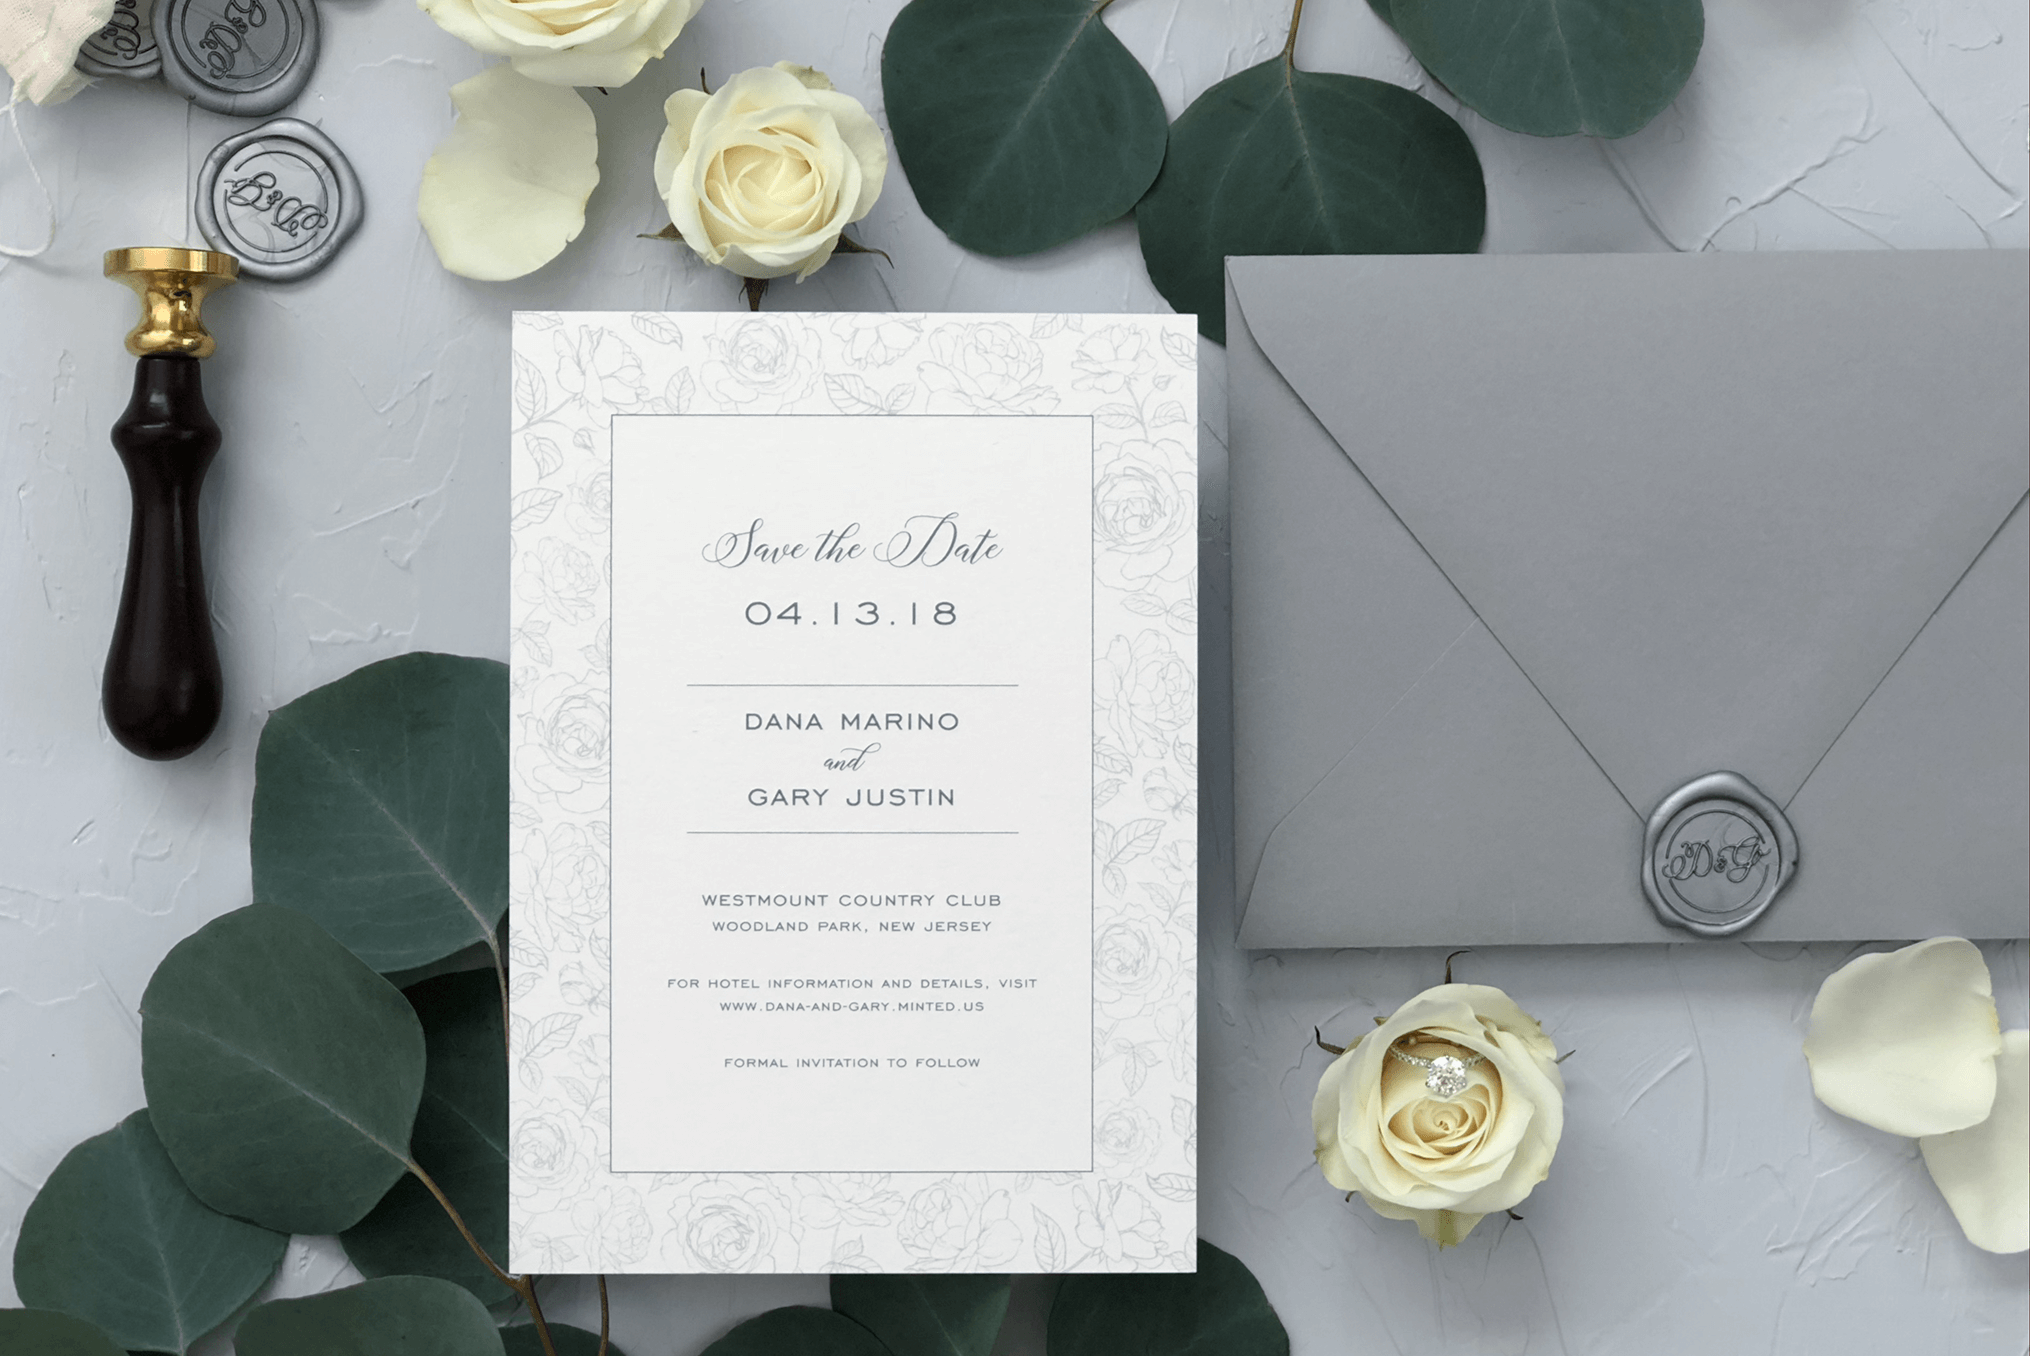 Save the Date
04.13.18
DANA MARINO
and
GARY JUSTIN
WESTMOUNT COUNTRY CLUB
WOODLAND PARK, NEW JERSEY
FOR HOTEL INFORMATION AND DETAILS, VISIT
WWW.DANA-AND-GARY.MINTED.US
FORMAL INVITATION TO FOLLOW
D&G